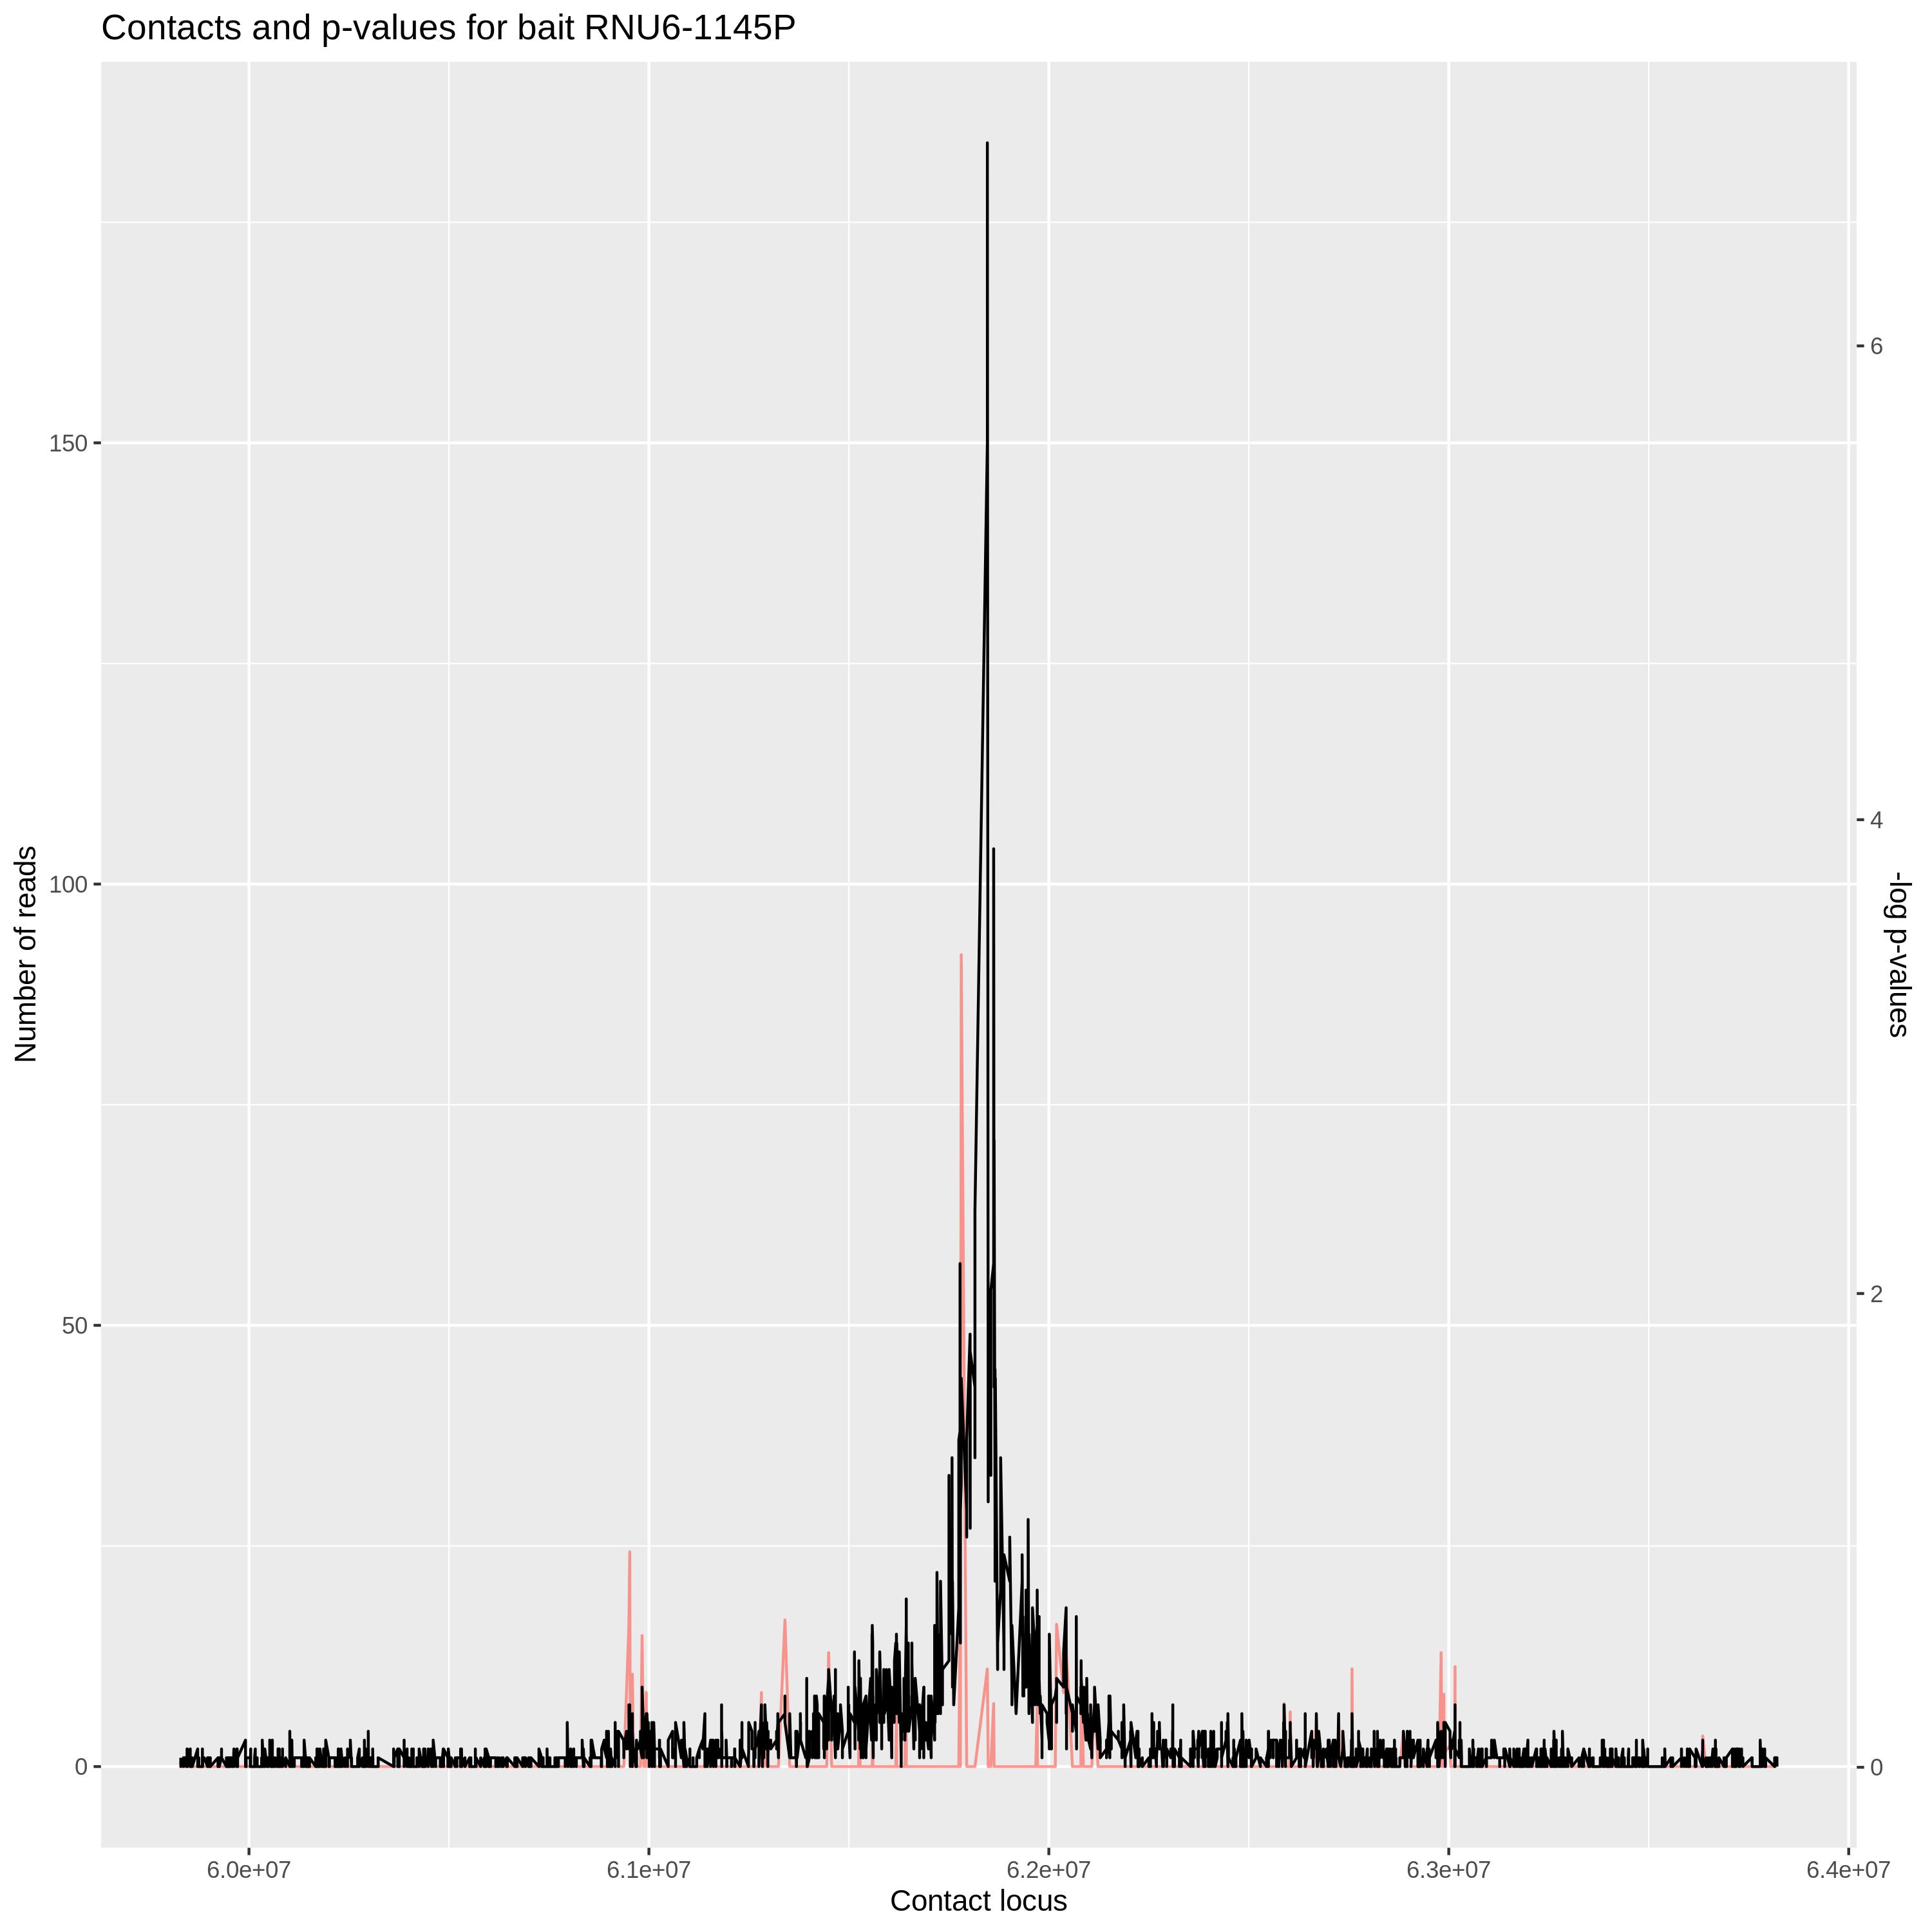 Contacts and p-values for bait RNU6-1145P
Number of reads
150
100
50
0
6
4
2
0
-log p-values
6.0e+07
6.1e+07
6.2e+07
6.3e+07
6.4e+07
Contact locus